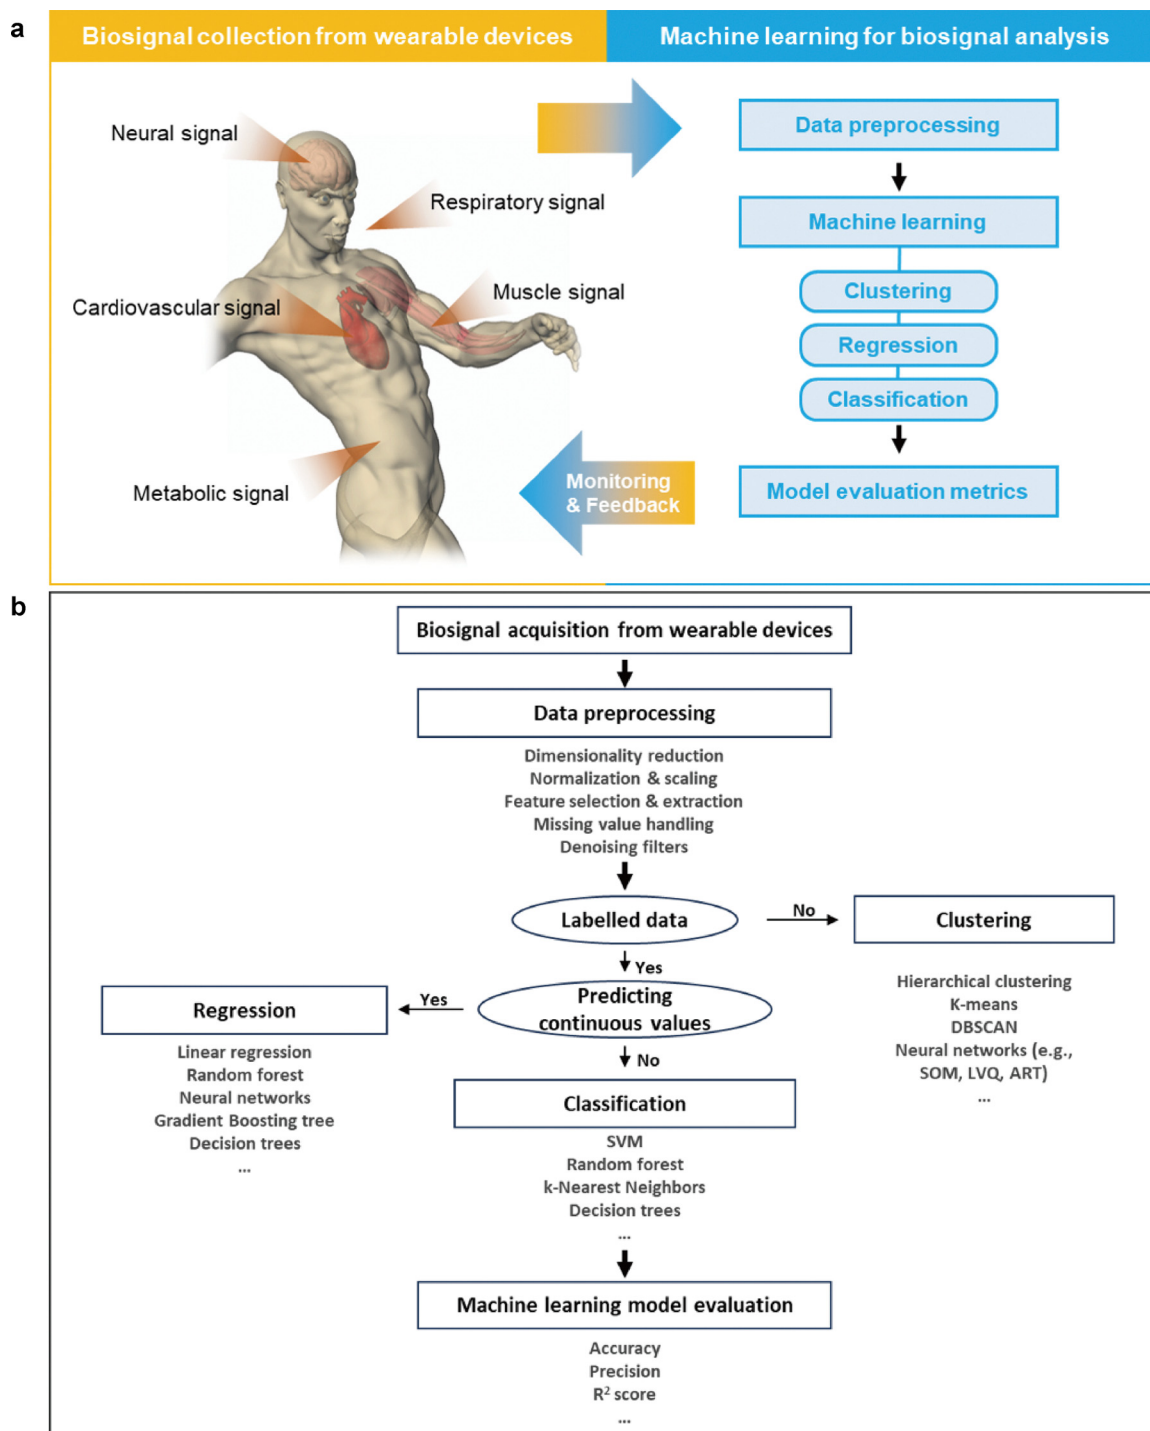 a
Biosignal collection from wearable devices
Machine learning for biosignal analysis
Neural signal
Respiratory signal
Cardiovascular signal
Muscle signal
Metabolic signal
Data preprocessing
Machine learning
Clustering
Regression
Classification
Model evaluation metrics
Monitoring
& Feedback
b
Biosignal acquisition from wearable devices
Data preprocessing
Dimensionality reduction
Normalization & scaling
Feature selection & extraction
Missing value handling
Denoising filters
Labelled data
No
Clustering
Hierarchical clustering
K-means
DBSCAN
Neural networks (e.g.,
SOM, LVQ, ART)
...
Yes
Predicting
continuous values
Yes
Regression
Linear regression
Random forest
Neural networks
Gradient Boosting tree
Decision trees
...
No
Classification
SVM
Random forest
k-Nearest Neighbors
Decision trees
...
Machine learning model evaluation
Accuracy
Precision
R² score
...